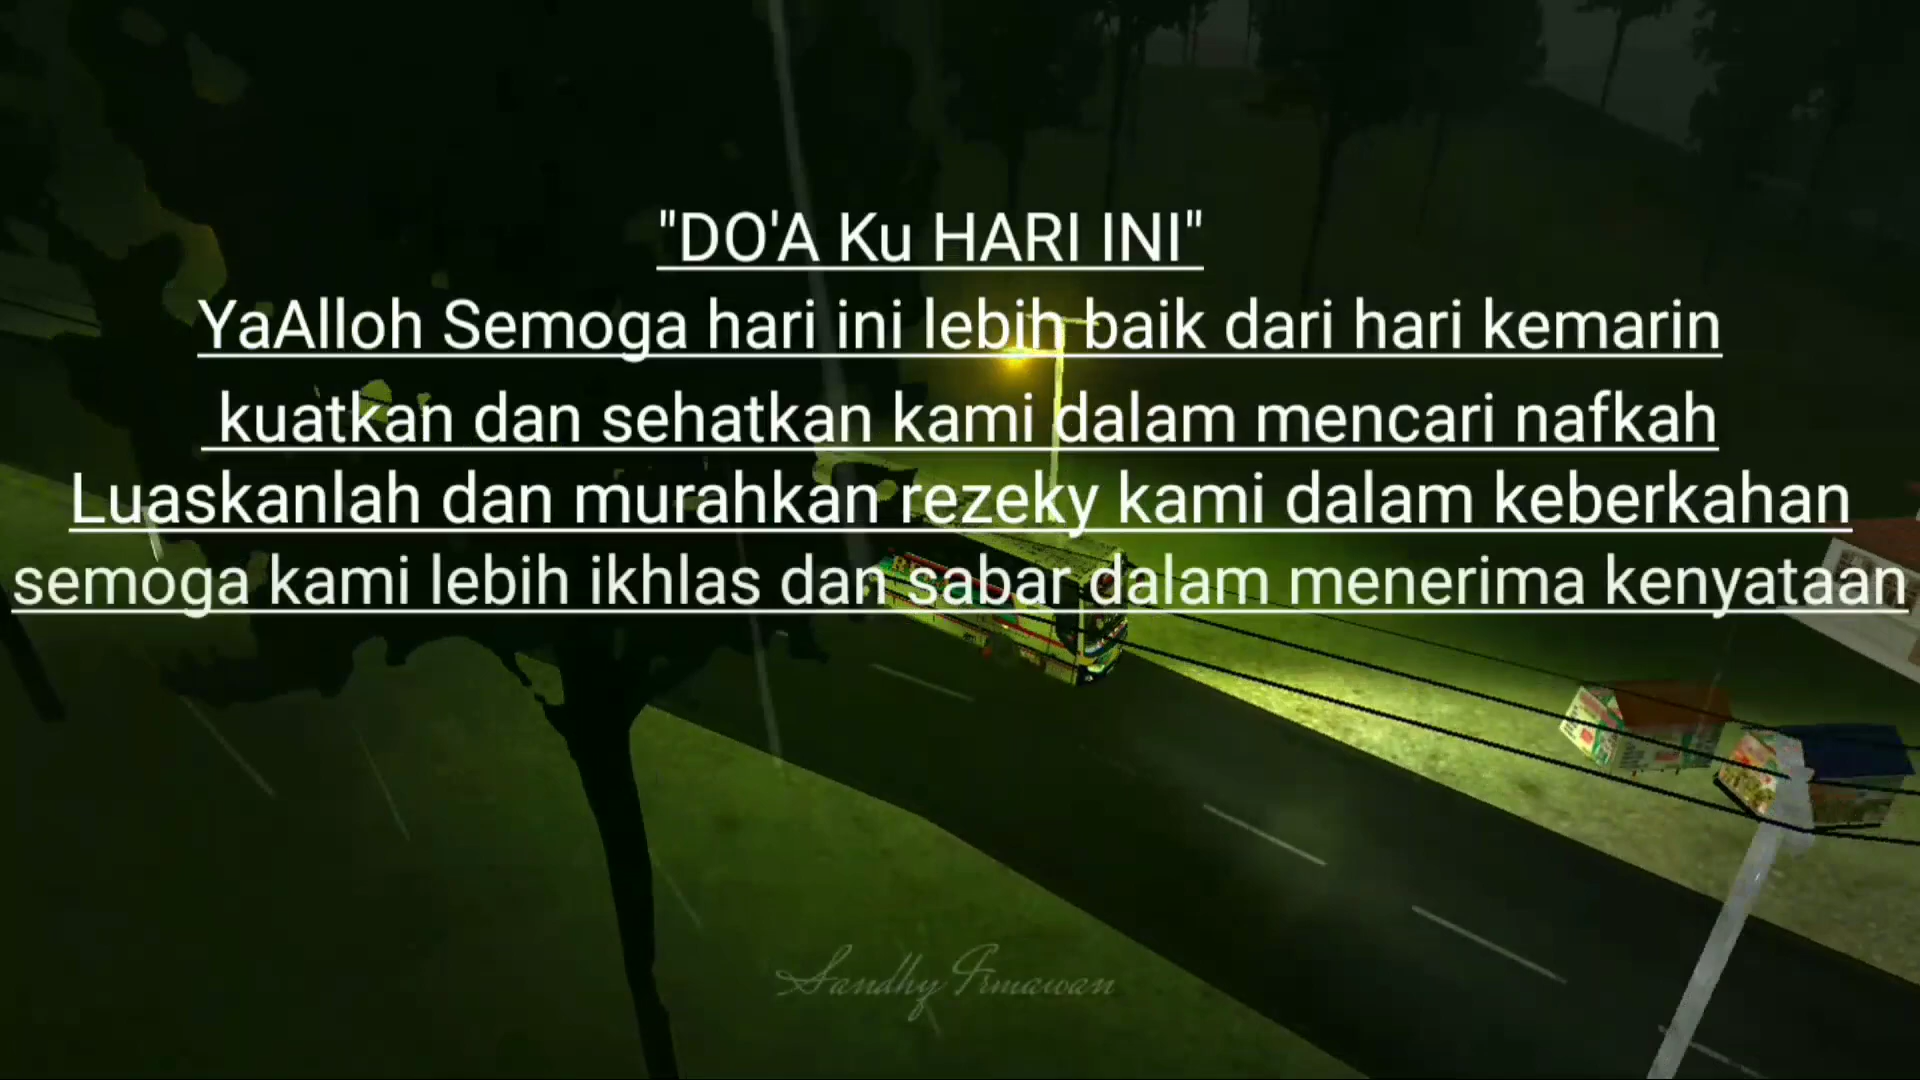 "DO'A Ku HARI INI"
YaAlloh Semoga hari ini lebih baik dari hari kemarin
kuatkan dan sehatkan kami dalam mencari nafkah
Luaskanlah dan murahkan rezeky kami dalam keberkahan
semoga kami lebih ikhlas dan sabar dalam menerima kenyataan
Sandhy Irmawan